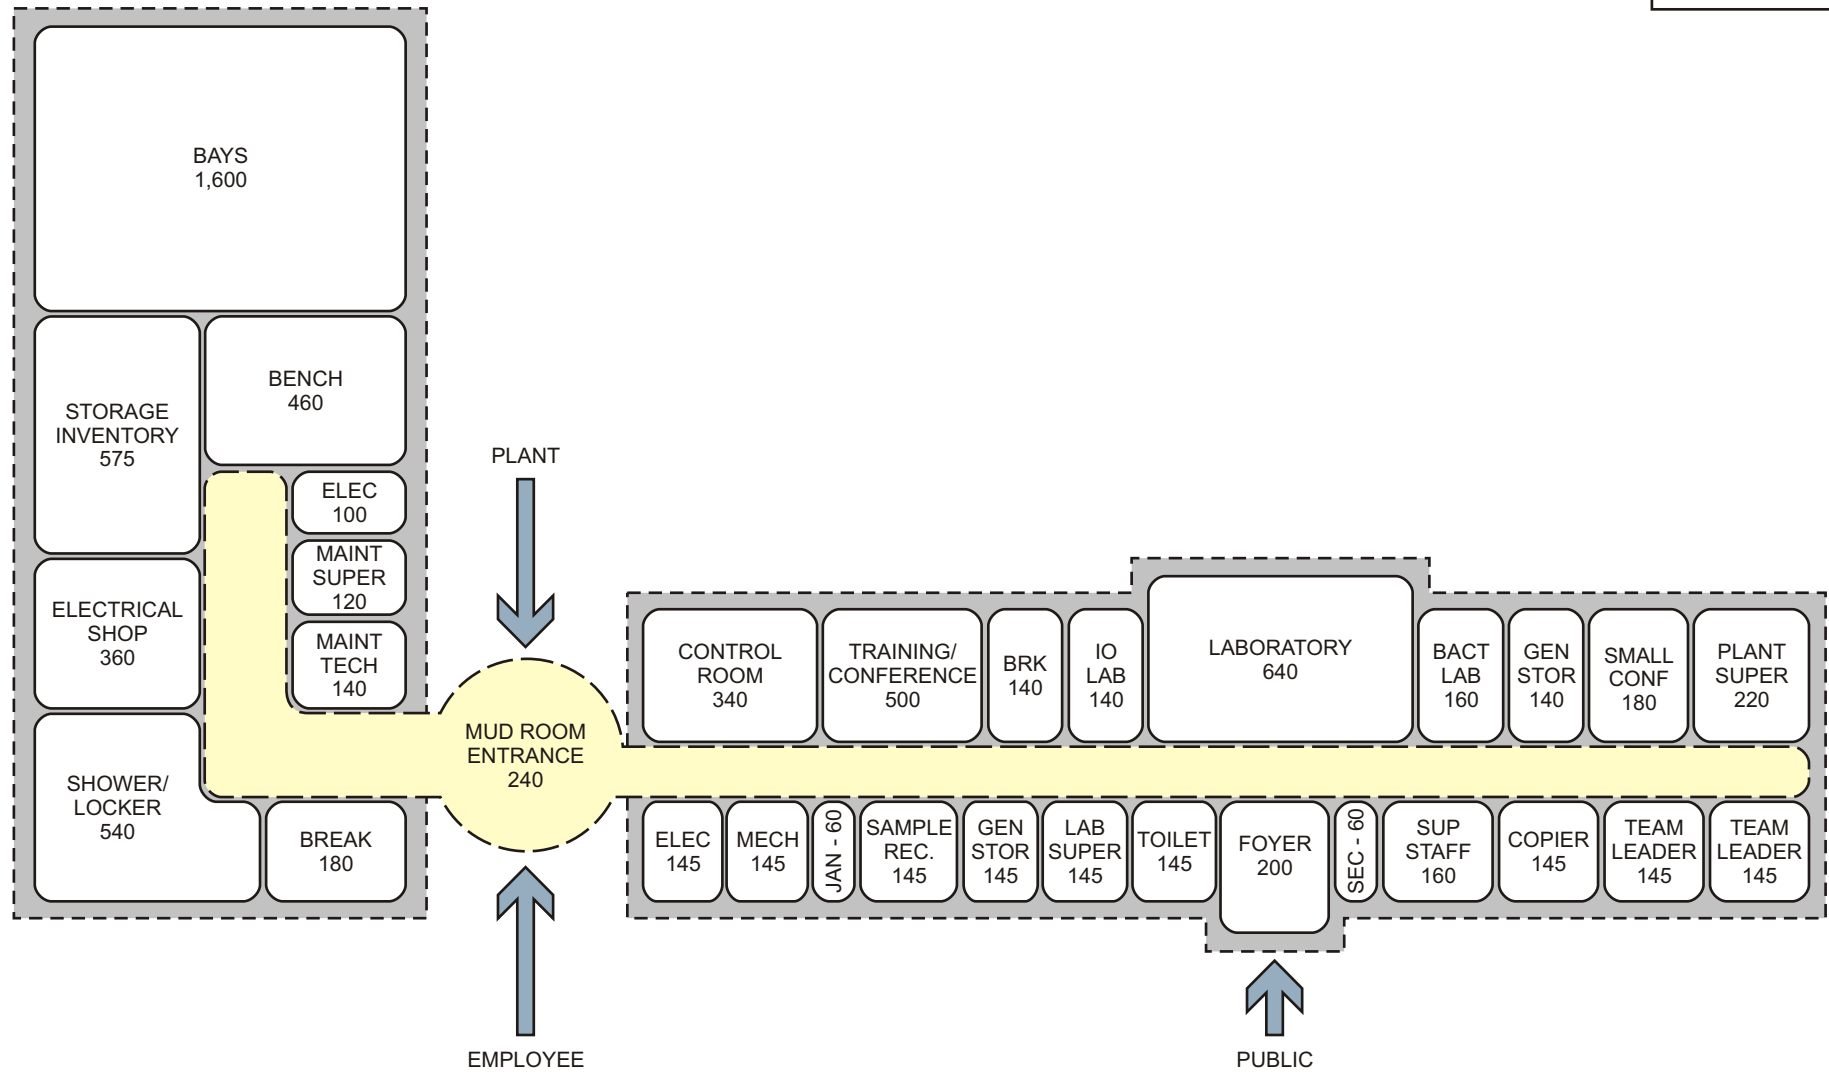 BAYS
1,600
STORAGE
INVENTORY
575
BENCH
460
ELEC
100
MAINT
SUPER
120
MAINT
TECH
140
ELECTRICAL
SHOP
360
SHOWER/
LOCKER
540
BREAK
180
PLANT
MUD ROOM
ENTRANCE
240
EMPLOYEE
CONTROL
ROOM
340
TRAINING/
CONFERENCE
500
BRK
140
IO
LAB
140
LABORATORY
640
BACT
LAB
160
GEN
STOR
140
SMALL
CONF
180
PLANT
SUPER
220
ELEC
145
MECH
145
JAN - 60
SAMPLE
REC.
145
GEN
STOR
145
LAB
SUPER
145
TOILET
145
FOYER
200
SEC - 60
SUP
STAFF
160
COPIER
145
TEAM
LEADER
145
TEAM
LEADER
145
PUBLIC